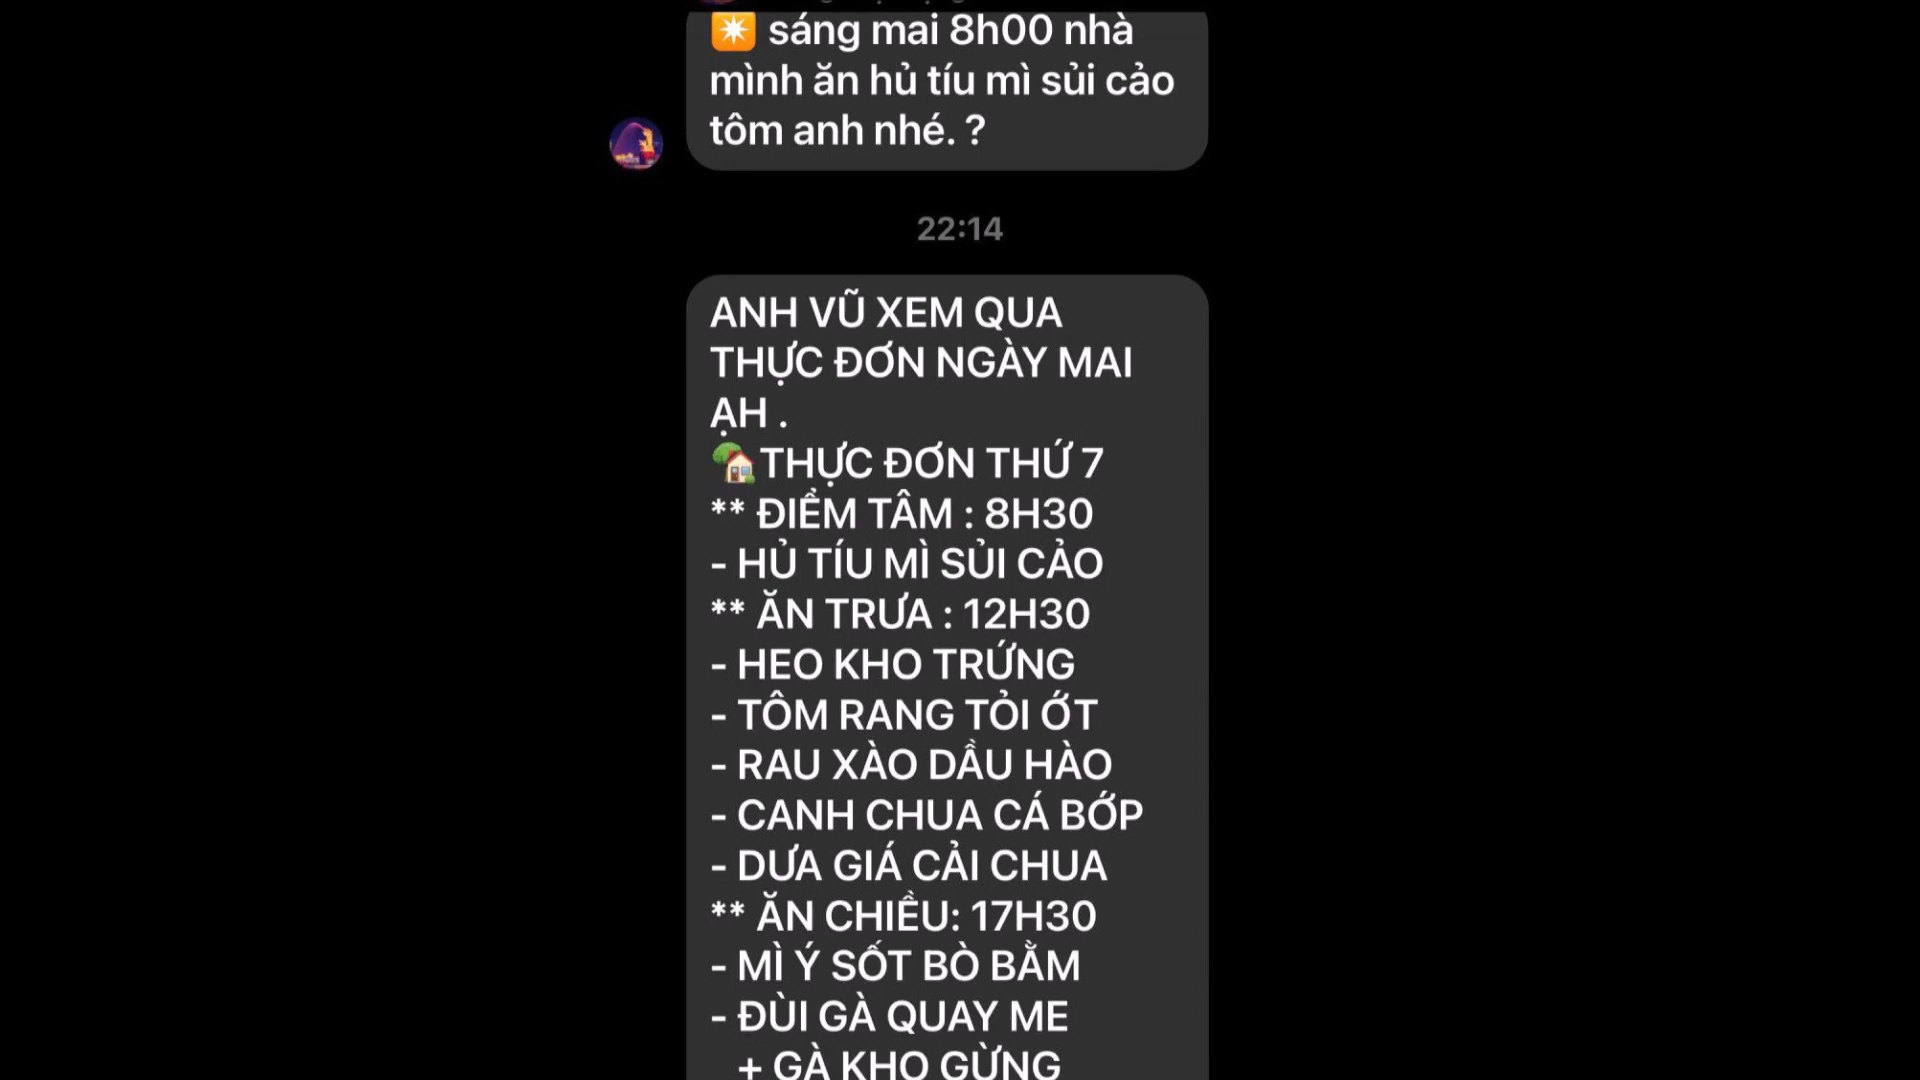 ✴️ sáng mai 8h00 nhà
mình ăn hủ tíu mì sủi cảo
tôm anh nhé. ?
22:14
ANH VŨ XEM QUA
THỰC ĐƠN NGÀY MAI
ẠH .
🏡THỰC ĐƠN THỨ 7
** ĐIỂM TÂM : 8H30
- HỦ TÍU MÌ SỦI CẢO
** ĂN TRƯA : 12H30
- HEO KHO TRỨNG
- TÔM RANG TỎI ỚT
- RAU XÀO DẦU HÀO
- CANH CHUA CÁ BỚP
- DƯA GIÁ CẢI CHUA
** ĂN CHIỀU: 17H30
- MÌ Ý SỐT BÒ BẰM
- ĐÙI GÀ QUAY ME
+ GÀ KHO GỪNG